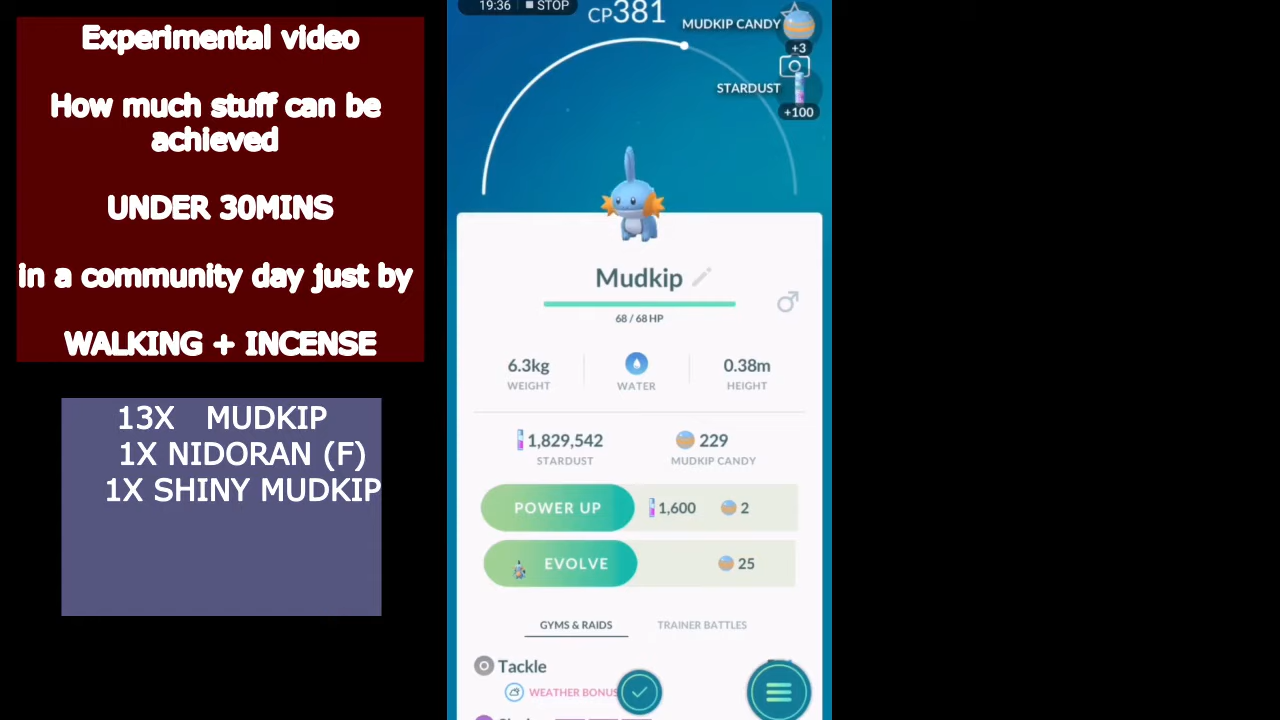 Experimental video
How much stuff can be
achieved
UNDER 30MINS
in a community day just by
WALKING + INCENSE
13X MUDKIP
1X NIDORAN (F)
1X SHINY MUDKIP
19:36 STOP
CP381
MUDKIP CANDY
+3
STARDUST
+100
Mudkip
68 / 68 HP
6.3kg
WEIGHT
WATER
0.38m
HEIGHT
1,829,542
STARDUST
229
MUDKIP CANDY
POWER UP 1,600 2
EVOLVE 25
GYMS & RAIDS TRAINER BATTLES
Tackle
WEATHER BONUS